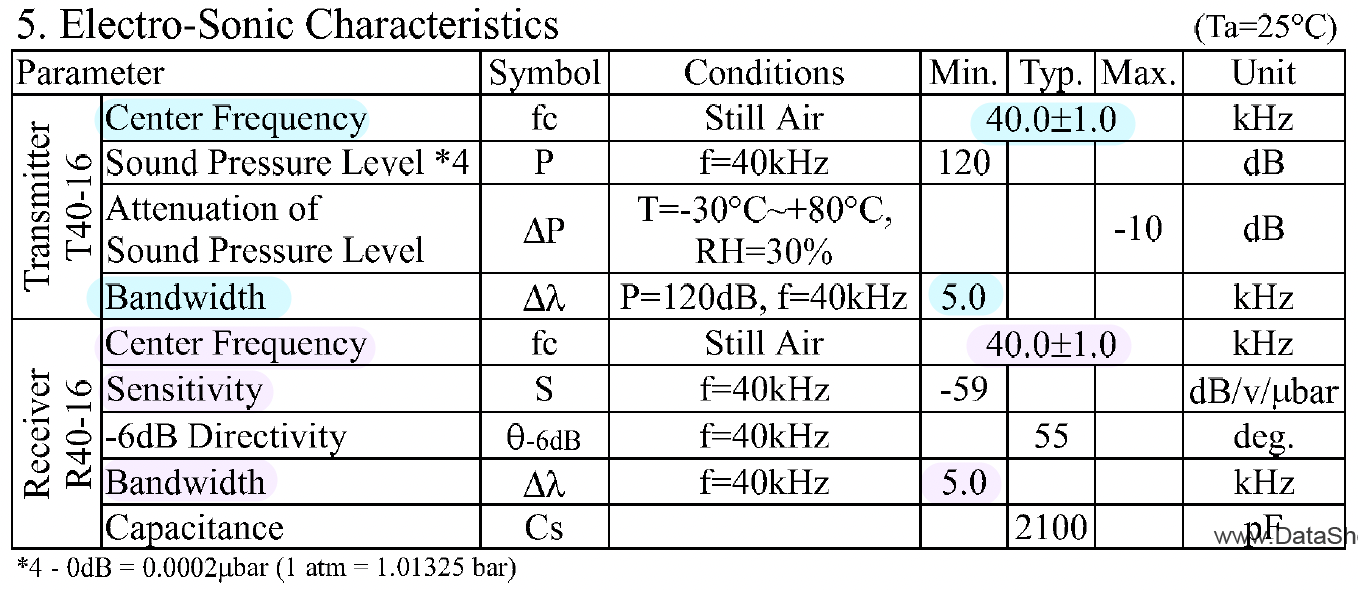 5. Electro-Sonic Characteristics (Ta=25°C)
Parameter Symbol Conditions Min. Typ. Max. Unit
Transmitter T40-16
Center Frequency fc Still Air 40.0±1.0 kHz
Sound Pressure Level *4 P f=40kHz 120 dB
Attenuation of
Sound Pressure Level ΔP T=-30°C~+80°C,
RH=30% -10 dB
Bandwidth Δλ P=120dB, f=40kHz 5.0 kHz
Receiver R40-16
Center Frequency fc Still Air 40.0±1.0 kHz
Sensitivity S f=40kHz -59 dB/v/μbar
-6dB Directivity θ-6dB f=40kHz 55 deg.
Bandwidth Δλ f=40kHz 5.0 kHz
Capacitance Cs 2100 pF
www.DataSh
*4 - 0dB = 0.0002μbar (1 atm = 1.01325 bar)